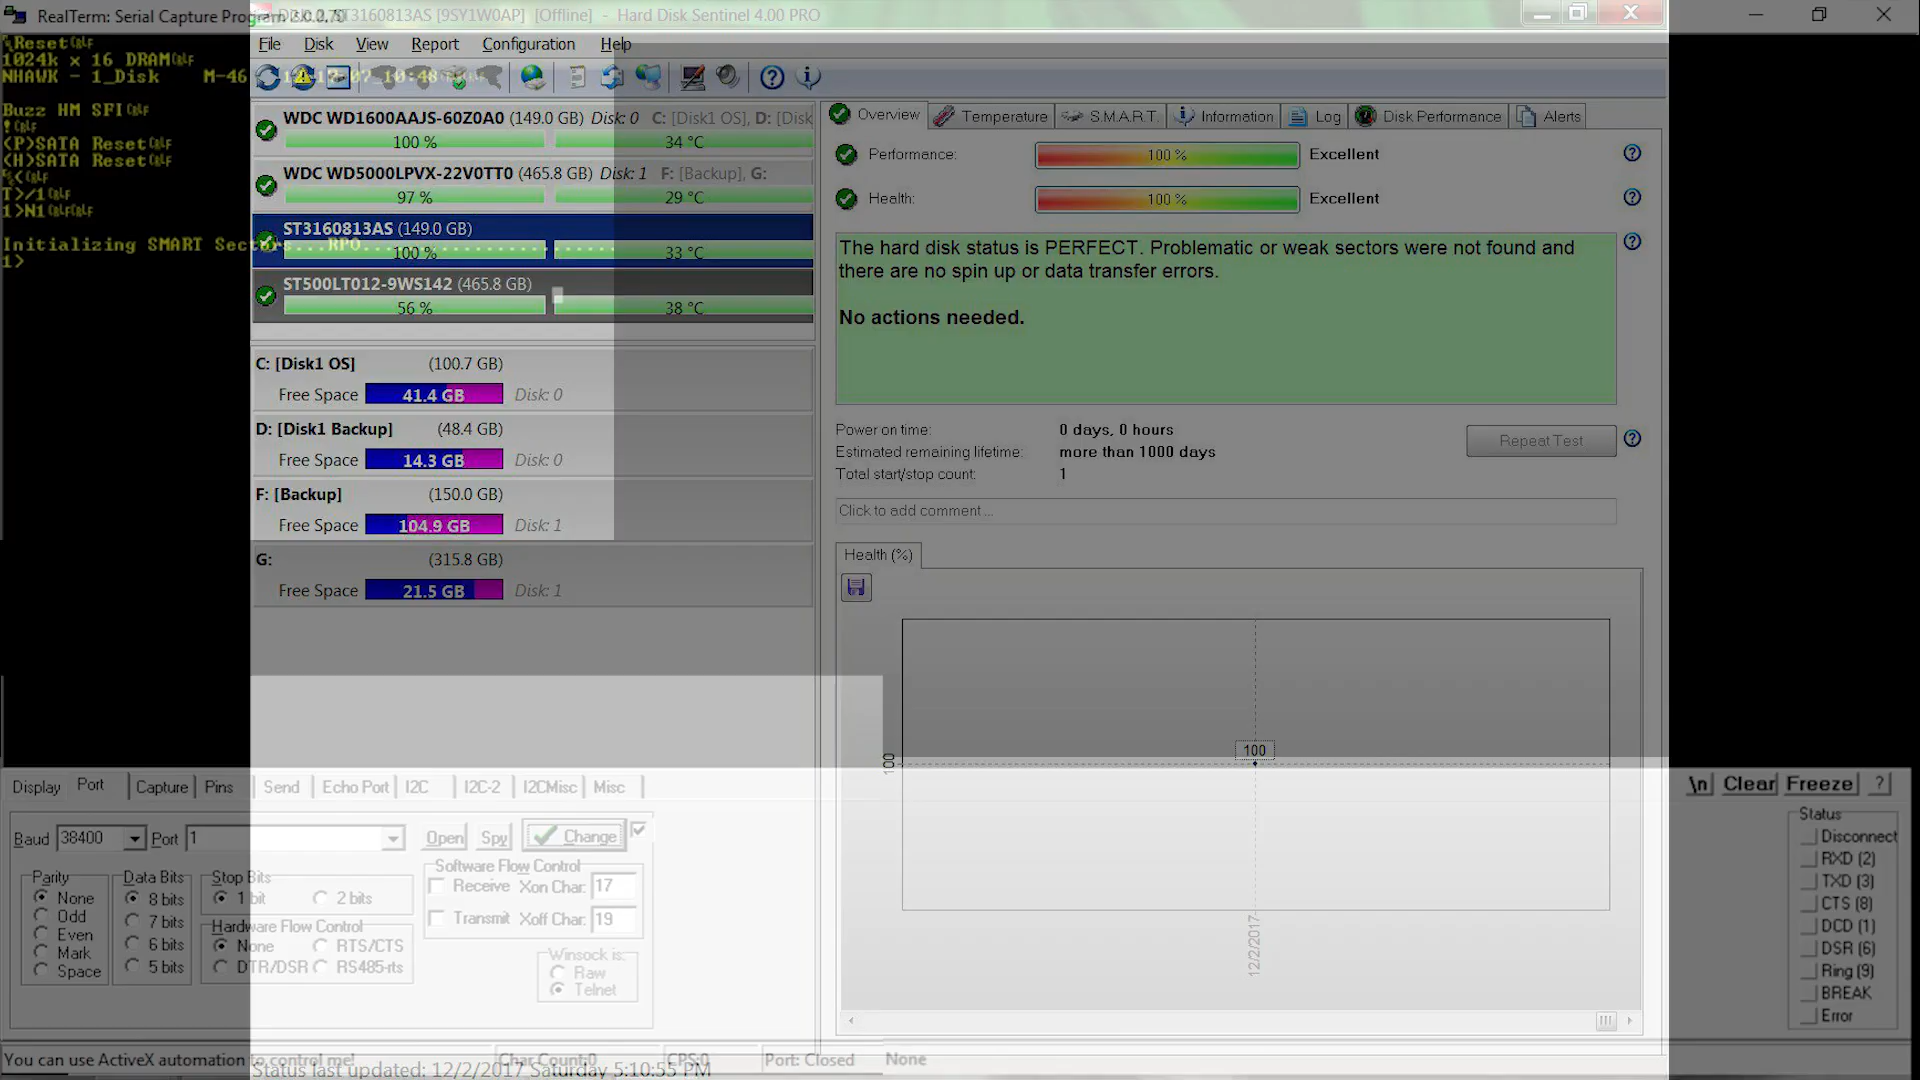 RealTerm: Serial Capture Program 2.0.0.70
ST3160813AS [9SY1W0AP] [Offline] - Hard Disk Sentinel 4.00 PRO
File Disk View Report Configuration Help
Reset
1024k x 16 DRAM
NHAWK - 1_Disk M-46 12-17-07 10:48
Buzz HM SFI
!
(P)SATA Reset
(H)SATA Reset
T>/1
1>N1
Initializing SMART Sectors...RPO...
1>
WDC WD1600AAJS-60Z0A0 (149.0 GB) Disk: 0 C: [Disk1 OS], D: [Disk
100 % 34 °C
WDC WD5000LPVX-22V0TT0 (465.8 GB) Disk: 1 F: [Backup], G:
97 % 29 °C
ST3160813AS (149.0 GB)
100 % 33 °C
ST500LT012-9WS142 (465.8 GB)
56 % 38 °C
C: [Disk1 OS] (100.7 GB)
Free Space 41.4 GB Disk: 0
D: [Disk1 Backup] (48.4 GB)
Free Space 14.3 GB Disk: 0
F: [Backup] (150.0 GB)
Free Space 104.9 GB Disk: 1
G: (315.8 GB)
Free Space 21.5 GB Disk: 1
Overview Temperature S.M.A.R.T. Information Log Disk Performance Alerts
Performance: 100 % Excellent
Health: 100 % Excellent
The hard disk status is PERFECT. Problematic or weak sectors were not found and
there are no spin up or data transfer errors.
No actions needed.
Power on time: 0 days, 0 hours
Estimated remaining lifetime: more than 1000 days
Total start/stop count: 1
Repeat Test
Click to add comment ...
Health (%)
100
100
12/2/2017
Display Port Capture Pins Send Echo Port I2C I2C-2 I2CMisc Misc
\n Clear Freeze ?
Baud 38400 Port 1 Open Spy Change
Parity
None
Odd
Even
Mark
Space
Data Bits
8 bits
7 bits
6 bits
5 bits
Stop Bits
1 bit 2 bits
Hardware Flow Control
None RTS/CTS
DTR/DSR RS485-rts
Software Flow Control
Receive Xon Char: 17
Transmit Xoff Char: 19
Winsock is:
Raw
Telnet
Status
Disconnect
RXD (2)
TXD (3)
CTS (8)
DCD (1)
DSR (6)
Ring (9)
BREAK
Error
You can use ActiveX automation to control me! Char Count:0 CPS:0 Port: Closed None
Status last updated: 12/2/2017 Saturday 5:10:55 PM